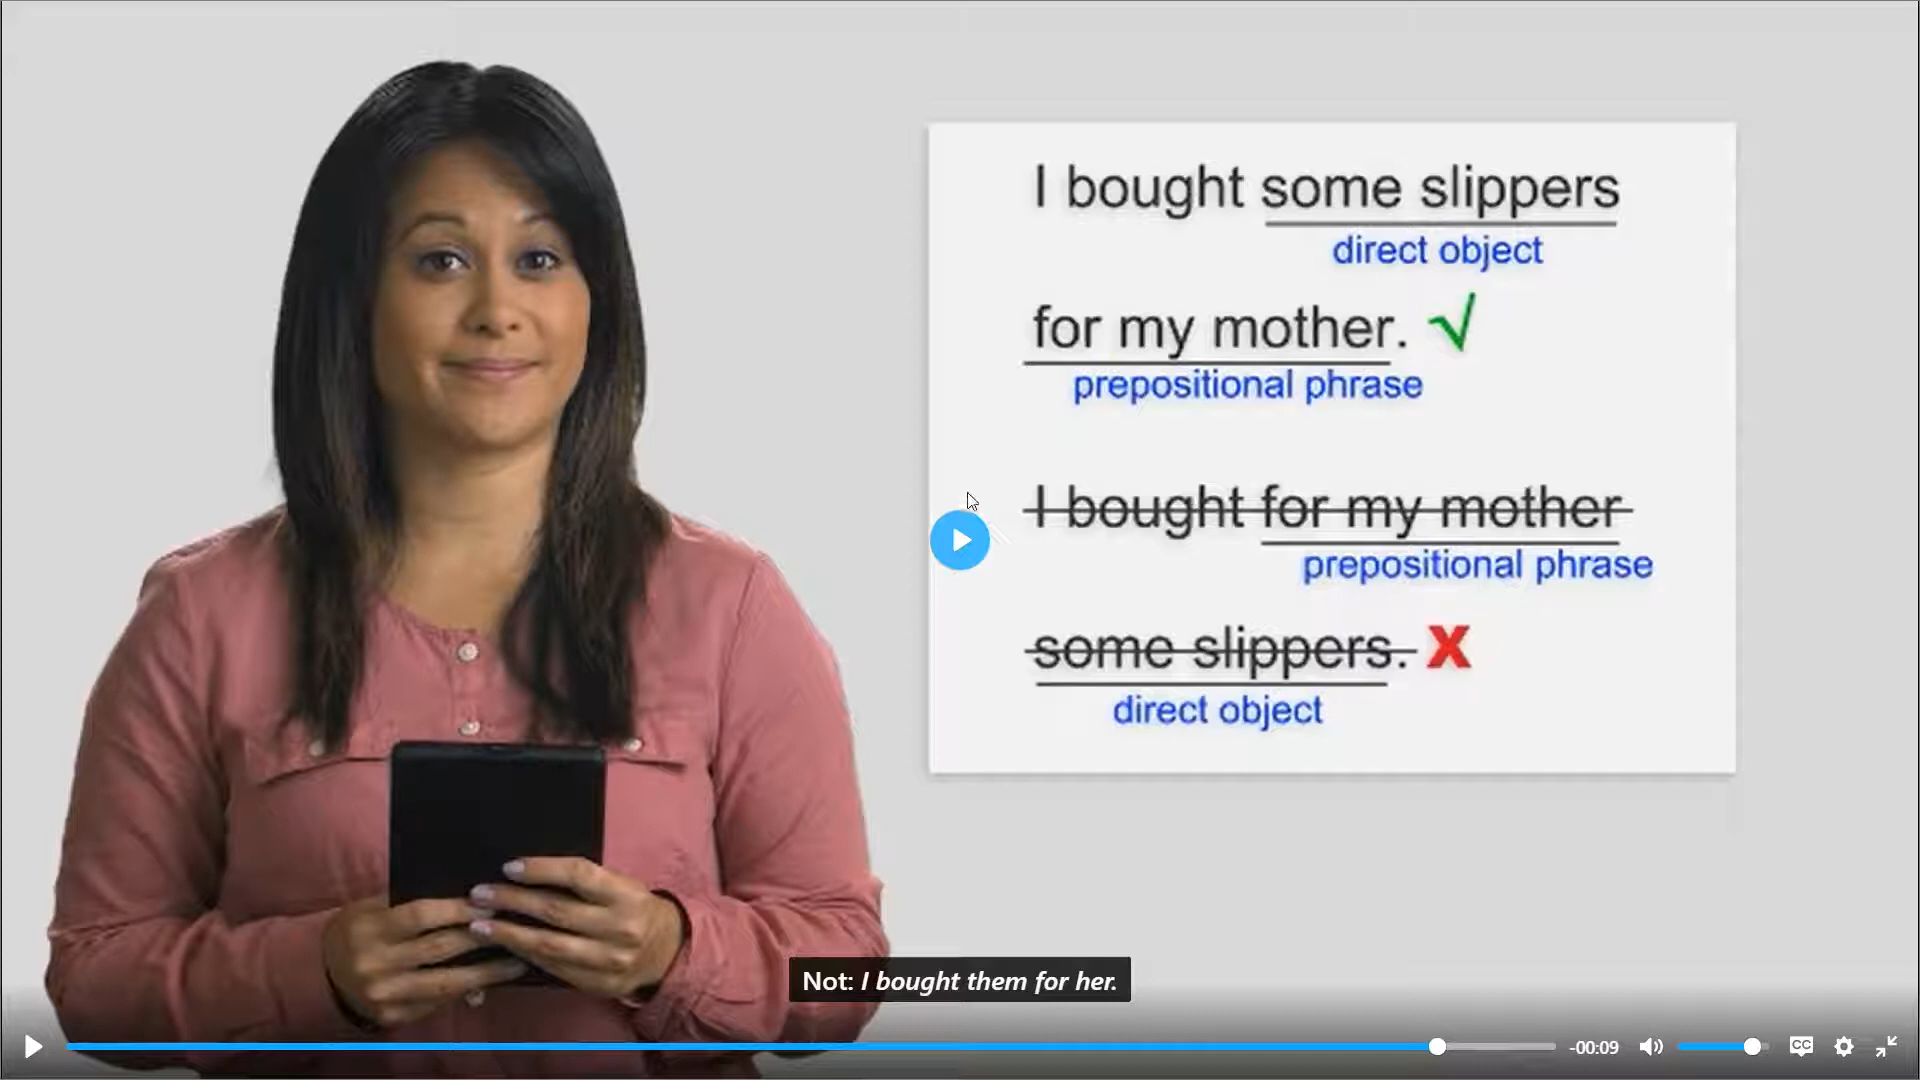 I bought some slippers
direct object
for my mother. √
prepositional phrase
I bought for my mother
prepositional phrase
some slippers. X
direct object
Not: I bought them for her.
-00:09
CC